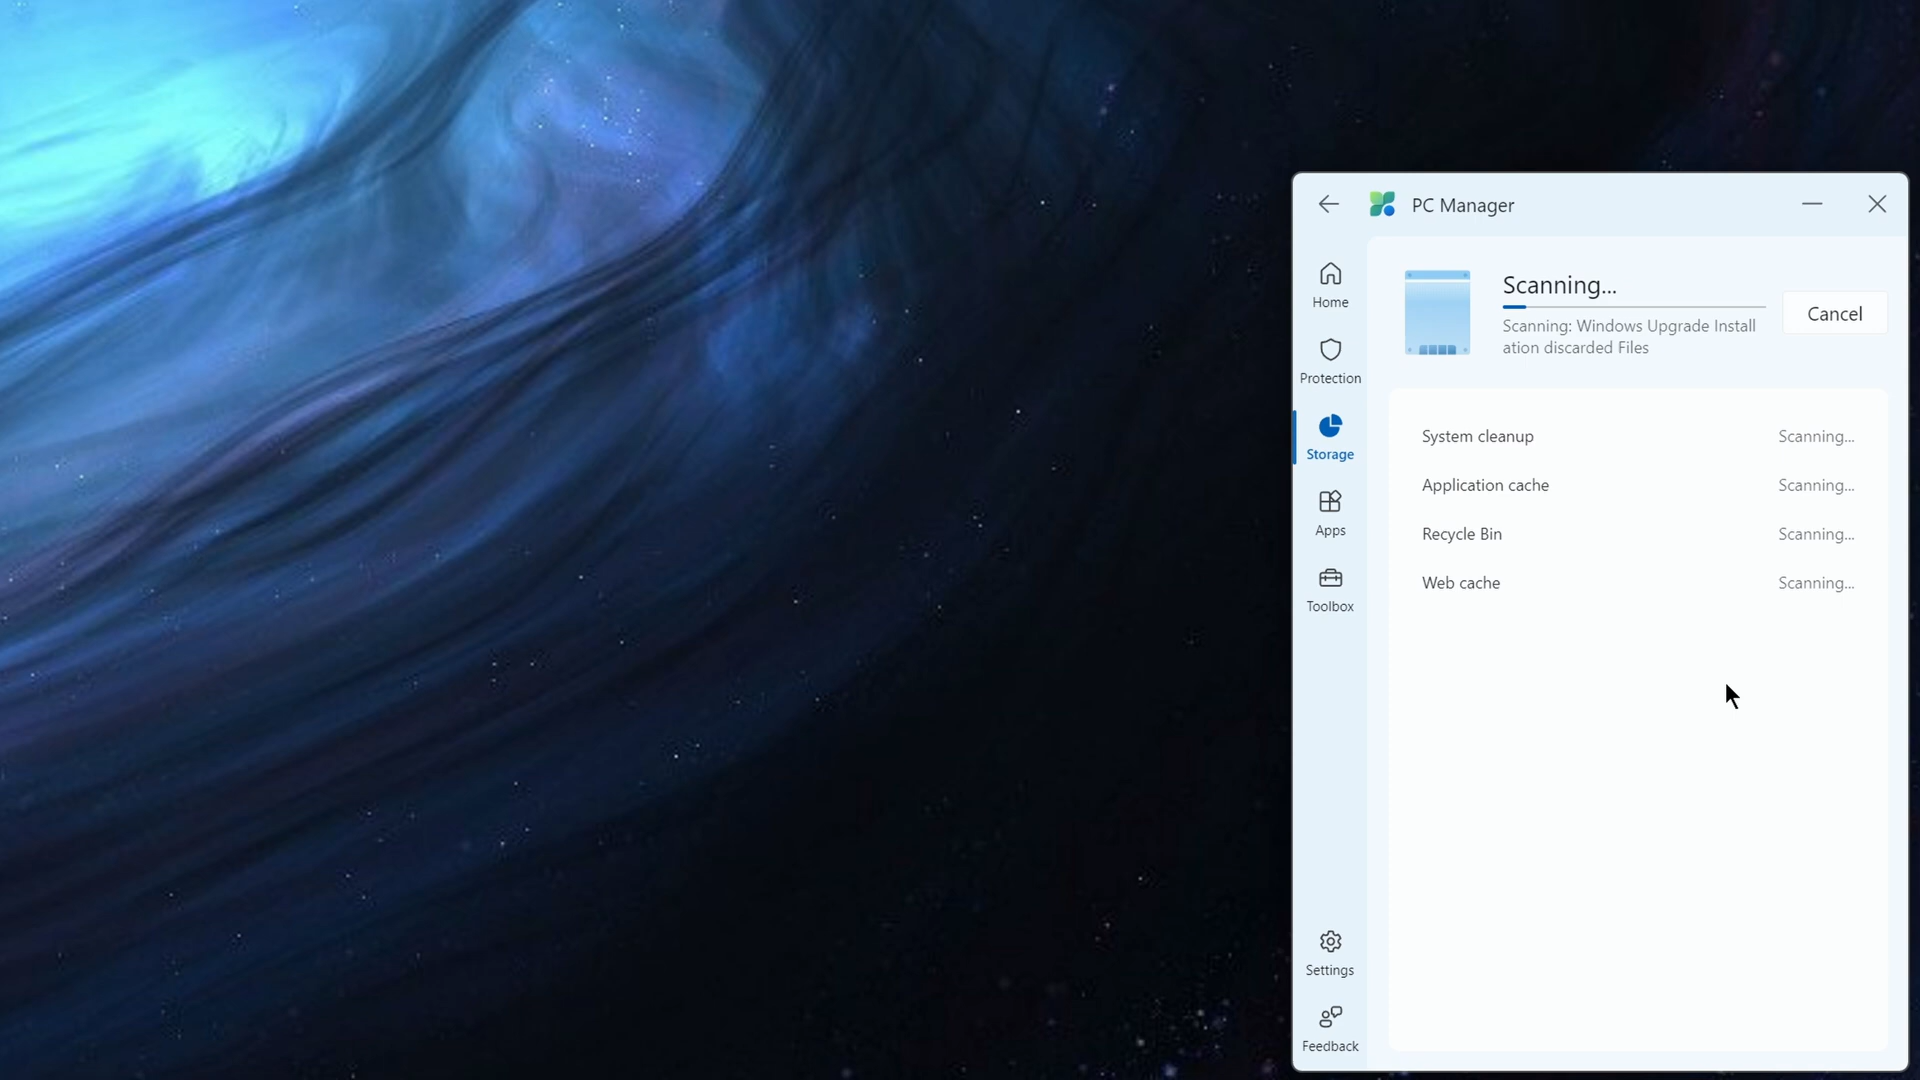 PC Manager
Home
Protection
Storage
Apps
Toolbox
Settings
Feedback
Scanning...
Scanning: Windows Upgrade Install
ation discarded Files
Cancel
System cleanup Scanning...
Application cache Scanning...
Recycle Bin Scanning...
Web cache Scanning...